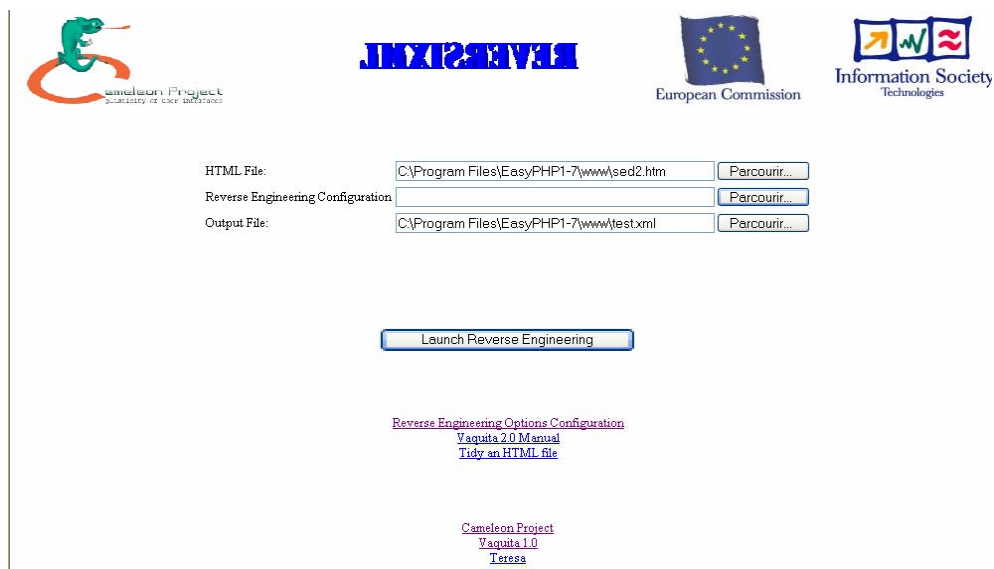 Cameleon Project
plasticity of user interfaces
REVERSIXML
European Commission
Information Society
Technologies
HTML File:
C:\Program Files\EasyPHP1-7\www\sed2.htm
Parcourir...
Reverse Engineering Configuration
Parcourir...
Output File:
C:\Program Files\EasyPHP1-7\www\test.xml
Parcourir...
Launch Reverse Engineering
Reverse Engineering Options Configuration
Vaquita 2.0 Manual
Tidy an HTML file
Cameleon Project
Vaquita 1.0
Teresa